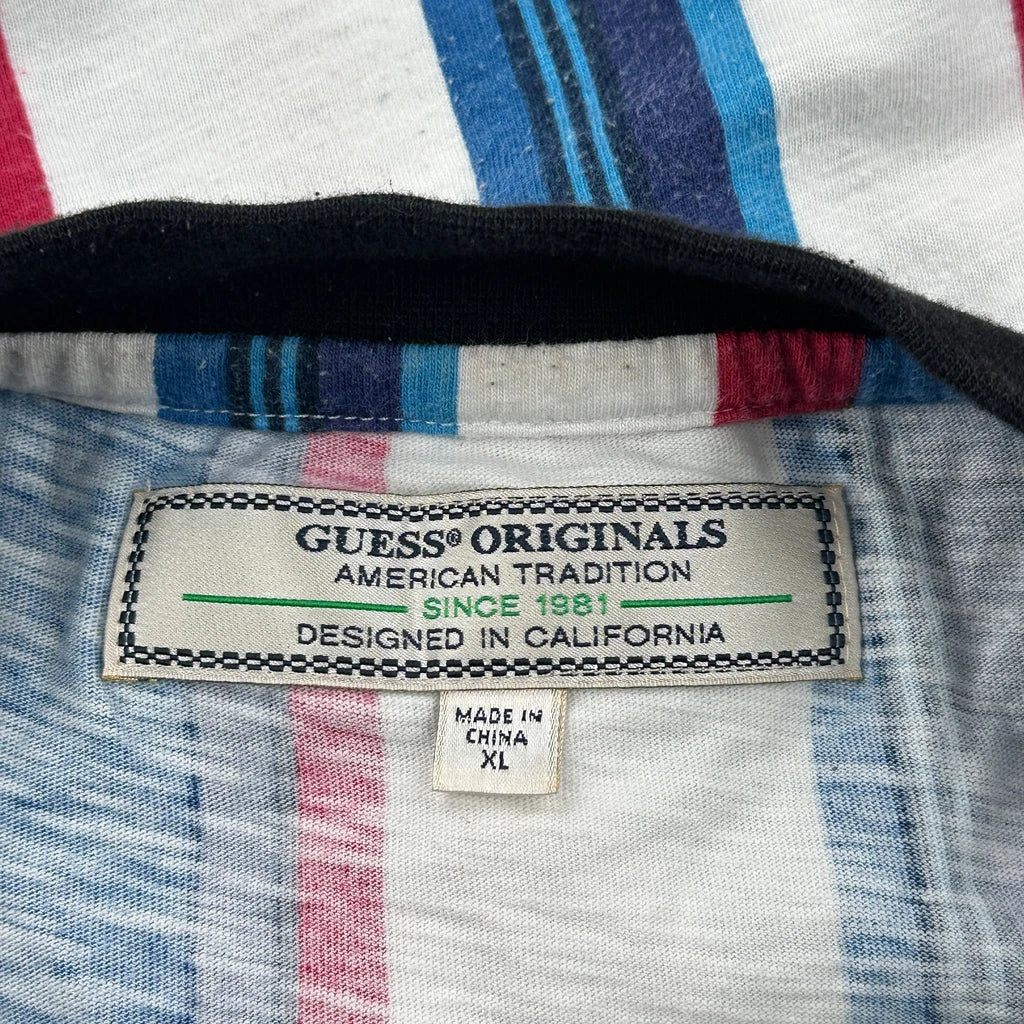 GUESS® ORIGINALS
AMERICAN TRADITION
SINCE 1981
DESIGNED IN CALIFORNIA
MADE IN
CHINA
XL